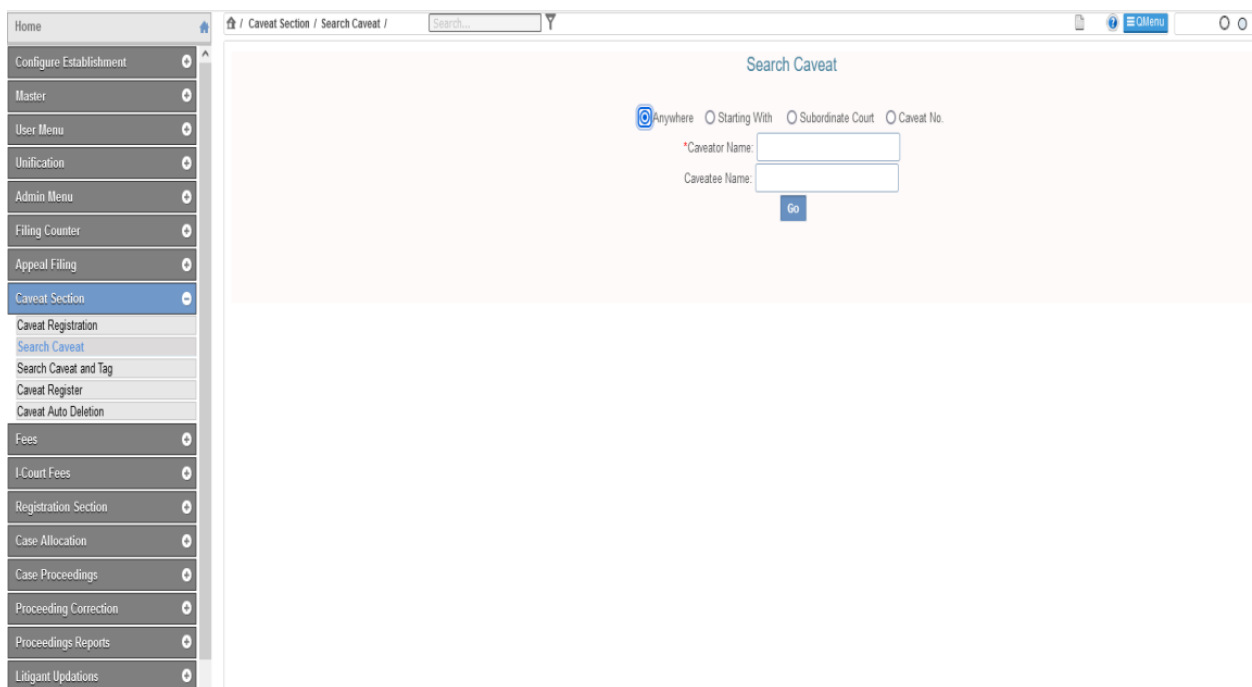 Home
/ Caveat Section / Search Caveat /
Search...
QMenu
Configure Establishment
Master
User Menu
Unification
Admin Menu
Filing Counter
Appeal Filing
Caveat Section
Caveat Registration
Search Caveat
Search Caveat and Tag
Caveat Register
Caveat Auto Deletion
Fees
I-Court Fees
Registration Section
Case Allocation
Case Proceedings
Proceeding Correction
Proceedings Reports
Litigant Updations
Search Caveat
Anywhere Starting With Subordinate Court Caveat No.
*Caveator Name:
Caveatee Name:
Go